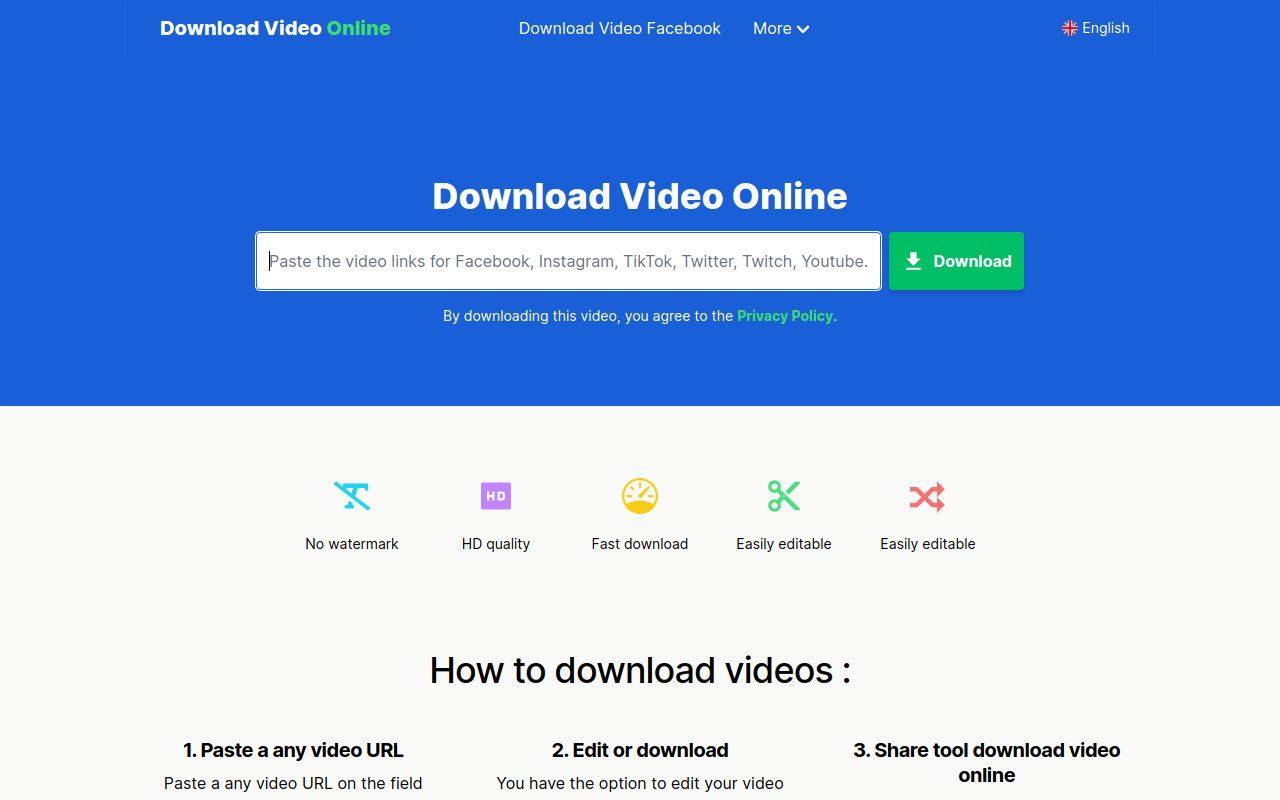 Download Video Online
Download Video Facebook
More
English
Download Video Online
Paste the video links for Facebook, Instagram, TikTok, Twitter, Twitch, Youtube.
Download
By downloading this video, you agree to the Privacy Policy.
HD
No watermark
HD quality
Fast download
Easily editable
Easily editable
How to download videos :
1. Paste a any video URL
Paste a any video URL on the field
2. Edit or download
You have the option to edit your video
3. Share tool download video
online